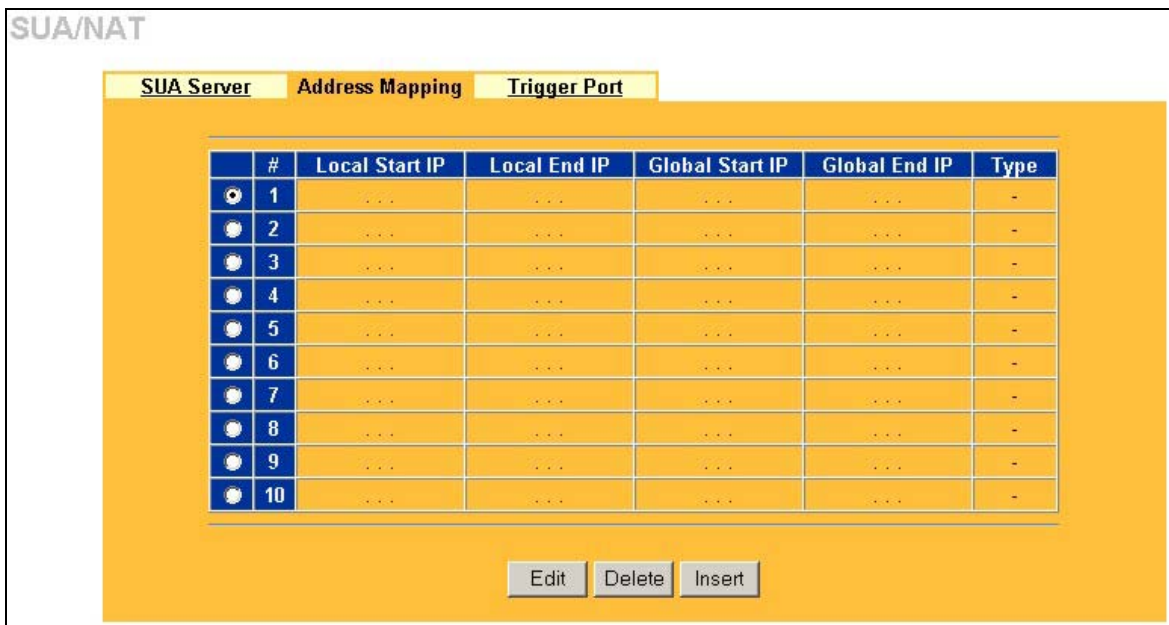 SUA/NAT
SUA Server Address Mapping Trigger Port
# Local Start IP Local End IP Global Start IP Global End IP Type
1 . . . . . . . . . . . . -
2 . . . . . . . . . . . . -
3 . . . . . . . . . . . . -
4 . . . . . . . . . . . . -
5 . . . . . . . . . . . . -
6 . . . . . . . . . . . . -
7 . . . . . . . . . . . . -
8 . . . . . . . . . . . . -
9 . . . . . . . . . . . . -
10 . . . . . . . . . . . . -
Edit Delete Insert